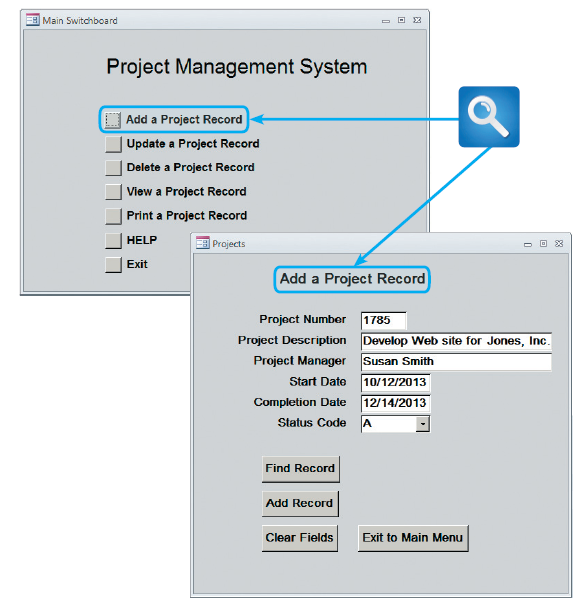 Main Switchboard
Project Management System
Add a Project Record
Update a Project Record
Delete a Project Record
View a Project Record
Print a Project Record
HELP
Exit
Projects
Add a Project Record
Project Number 1785
Project Description Develop Web site for Jones, Inc.
Project Manager Susan Smith
Start Date 10/12/2013
Completion Date 12/14/2013
Status Code A
Find Record
Add Record
Clear Fields Exit to Main Menu